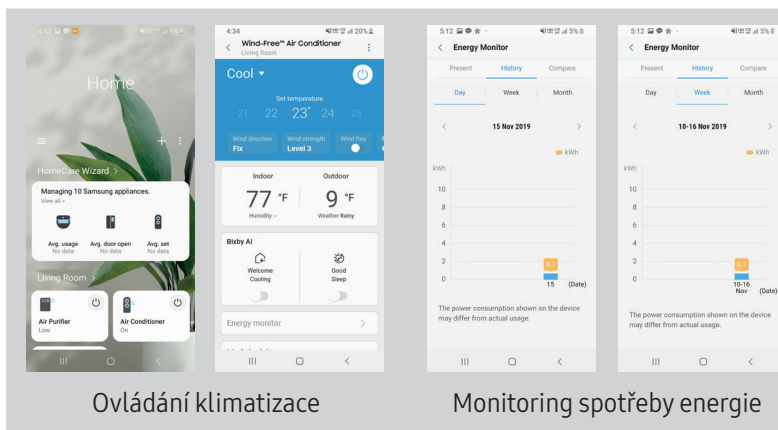 4:53
Home
HomeCare Wizard >
Managing 10 Samsung appliances.
View all >
Avg. usage
No data
Avg. door open
No data
Avg. set
No data
Living Room >
Air Purifier
Low
Air Conditioner
On
4:34
20%
Wind-Free™ Air Conditioner
Living Room
Cool
Set temperature
21 22 23° 24 25
Wind direction
Fix
Wind strength
Level 3
Wind free
Indoor
77 °F
Humidity -
Outdoor
9 °F
Weather Rainy
Bixby AI
Welcome
Cooling
Good
Sleep
Energy monitor
Ovládání klimatizace
5:12
5%
Energy Monitor
Present History Compare
Day Week Month
15 Nov 2019
kWh
kWh
10
8
6
4
2
0
0.7
15 (Date)
The power consumption shown on the device
may differ from actual usage.
5:12
5%
Energy Monitor
Present History Compare
Day Week Month
10-16 Nov 2019
kWh
kWh
10
8
6
4
2
0
0.7
10-16
Nov (Date)
The power consumption shown on the device
may differ from actual usage.
Monitoring spotřeby energie